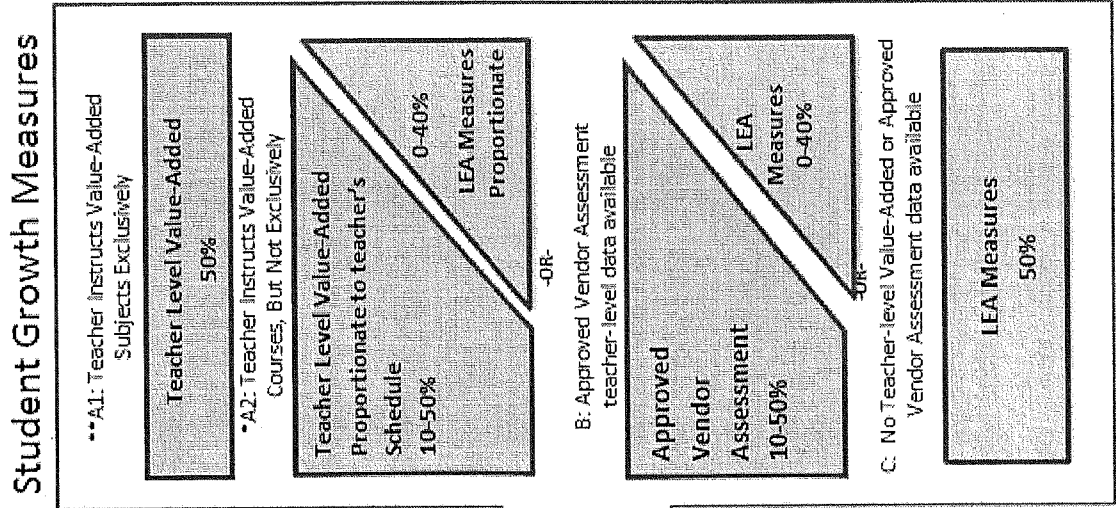 Student Growth Measures
**A1: Teacher Instructs Value-Added
Subjects Exclusively
Teacher Level Value-Added
50%
*A2: Teacher Instructs Value-Added
Courses, But Not Exclusively
Teacher Level Value-Added
Proportionate to teacher's
Schedule
10-50%
0-40%
LEA Measures
Proportionate
-OR-
B: Approved Vendor Assessment
teacher-level data available
Approved
Vendor
Assessment
10-50%
LEA
Measures
0-40%
-OR-
C: No Teacher-level Value-Added or Approved
Vendor Assessment data available
LEA Measures
50%